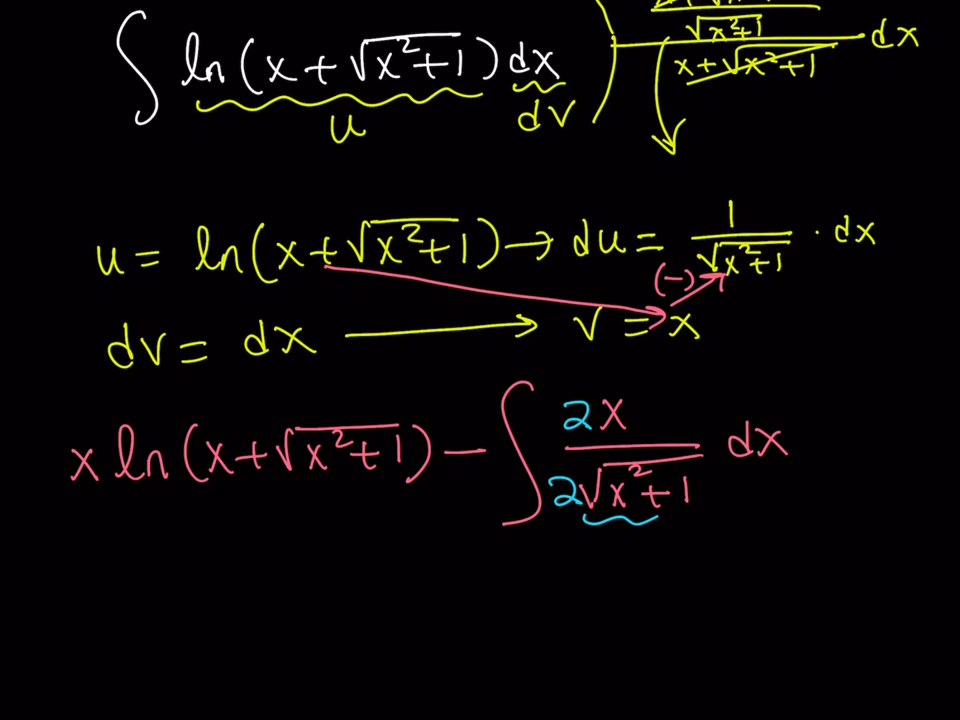 ∫ ln(x+√x²+1) dx
u dv
√x²+1
x+√x²+1 dx
u = ln(x+√x²+1) → du = 1/√x²+1 · dx
(-)
dv = dx → v = x
x ln(x+√x²+1) - ∫ 2x/2√x²+1 dx